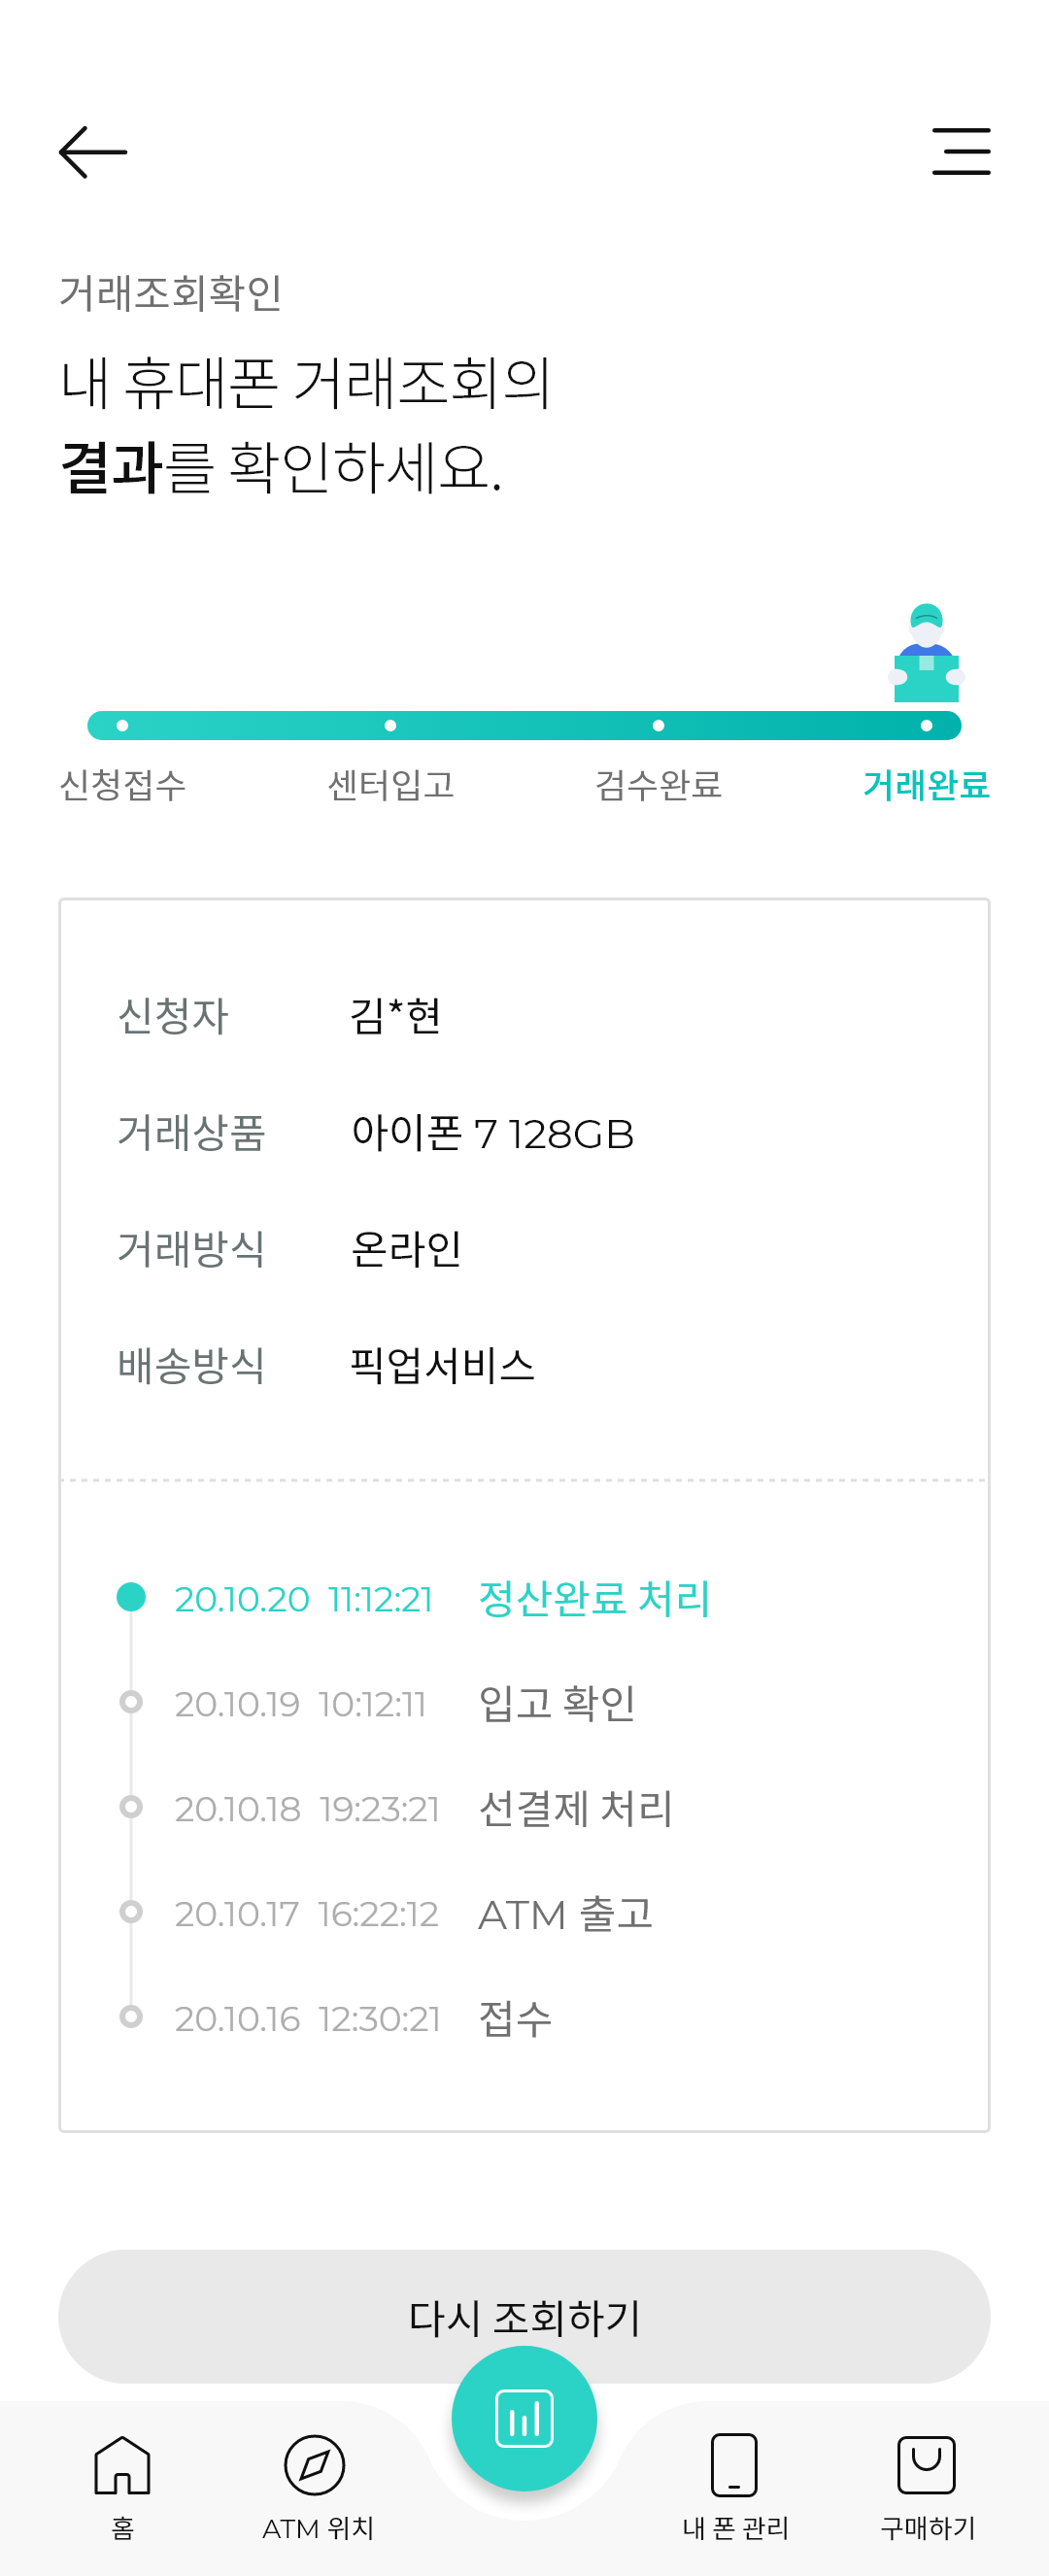 거래조회확인
내 휴대폰 거래조회의
결과를 확인하세요.
신청접수 센터입고 검수완료 거래완료
신청자 김*현
거래상품 아이폰 7 128GB
거래방식 온라인
배송방식 픽업서비스
20.10.20 11:12:21 정산완료 처리
20.10.19 10:12:11 입고 확인
20.10.18 19:23:21 선결제 처리
20.10.17 16:22:12 ATM 출고
20.10.16 12:30:21 접수
다시 조회하기
홈 ATM 위치 내 폰 관리 구매하기